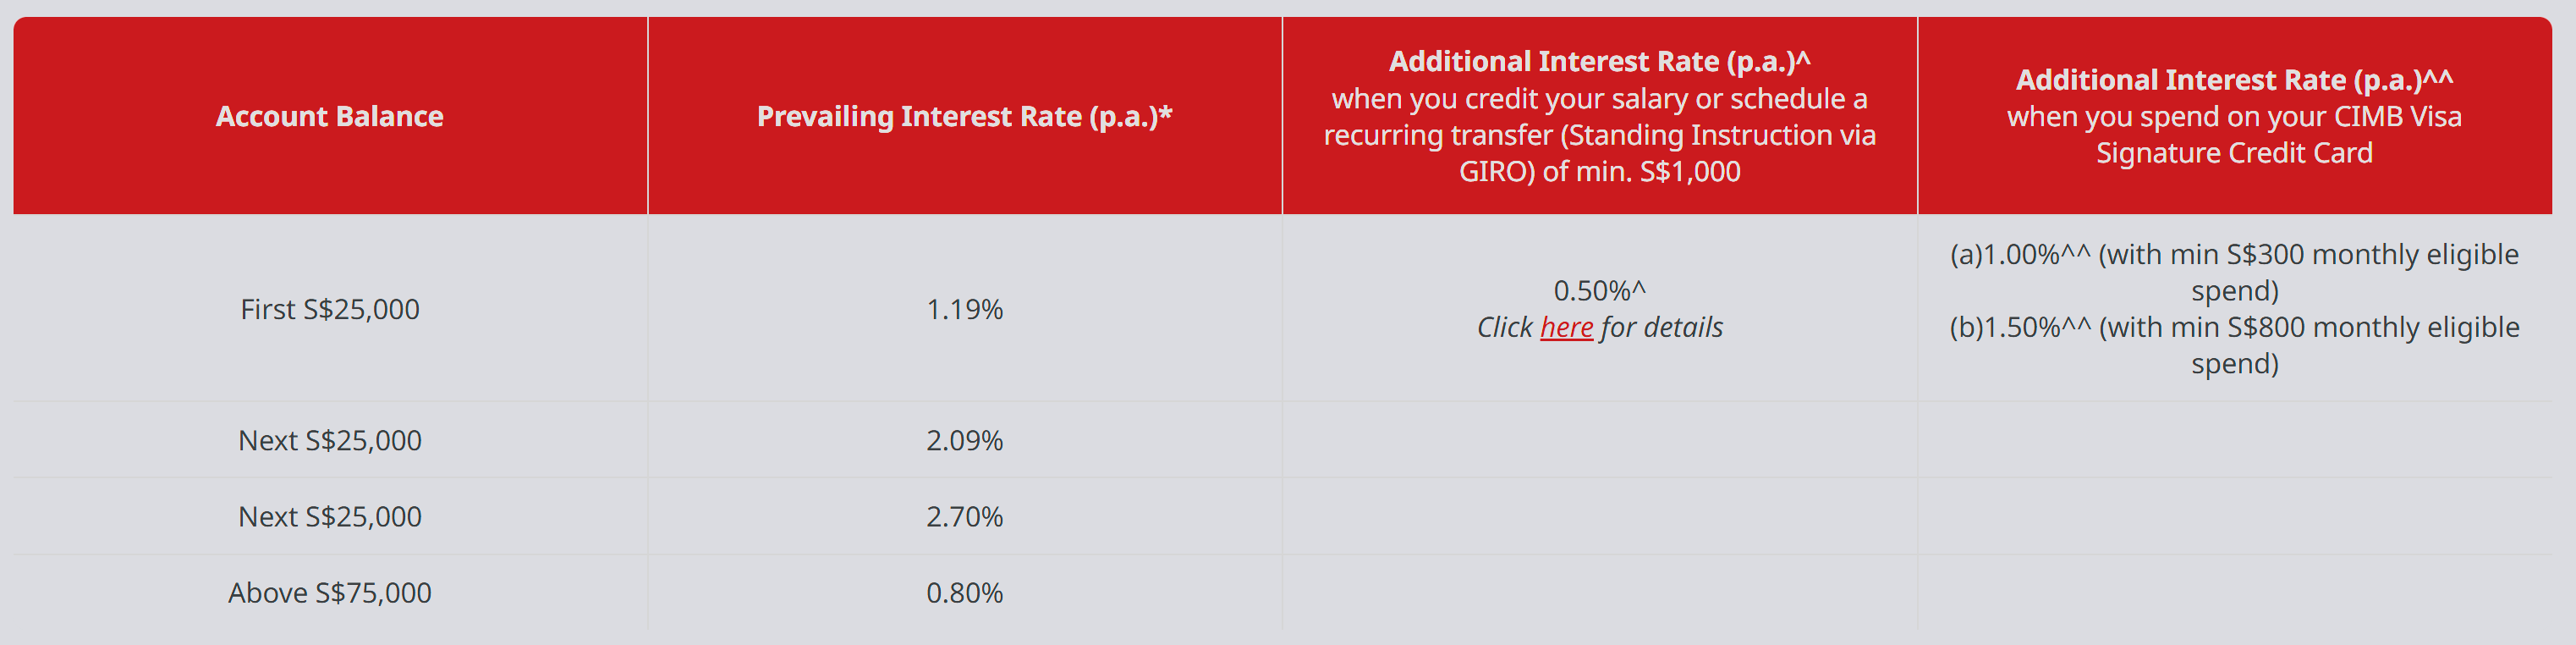 Account Balance
Prevailing Interest Rate (p.a.)*
Additional Interest Rate (p.a.)^
when you credit your salary or schedule a
recurring transfer (Standing Instruction via
GIRO) of min. S$1,000
Additional Interest Rate (p.a.)^^
when you spend on your CIMB Visa
Signature Credit Card
First S$25,000
1.19%
0.50%^
Click here for details
(a)1.00%^^ (with min S$300 monthly eligible
spend)
(b)1.50%^^ (with min S$800 monthly eligible
spend)
Next S$25,000
2.09%
Next S$25,000
2.70%
Above S$75,000
0.80%